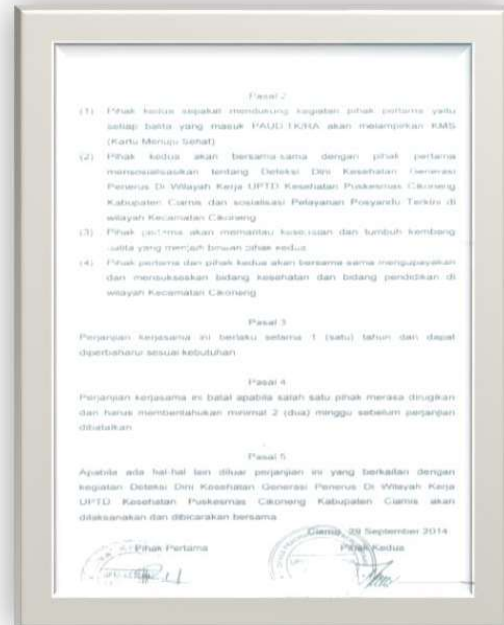 Pasal 2
(1) Pihak kedua sepakat mendukung kegiatan pihak pertama yaitu
setiap balita yang masuk PAUD TK/RA akan melampirkan KMS
(Kartu Menuju Sehat)
(2) Pihak kedua akan bersama-sama dengan pihak pertama
mensosialisasikan tentang Deteksi Dini Kesehatan Generasi
Penerus Di Wilayah Kerja UPTD Kesehatan Puskesmas Cikoneng
Kabupaten Ciamis dan sosialisasi Pelayanan Posyandu Terkini di
wilayah Kecamatan Cikoneng
(3) Pihak pertama akan memantau kesehatan dan tumbuh kembang
balita yang menjadi binaan pihak kedua
(4) Pihak pertama dan pihak kedua akan bersama sama mengupayakan
dan mensukseskan bidang kesehatan dan bidang pendidikan di
wilayah Kecamatan Cikoneng
Pasal 3
Perjanjian kerjasama ini berlaku selama 1 (satu) tahun dan dapat
diperbaharui sesuai kebutuhan
Pasal 4
Perjanjian kerjasama ini batal apabila salah satu pihak merasa dirugikan
dan harus memberitahukan minimal 2 (dua) minggu sebelum perjanjian
dibatalkan
Pasal 5
Apabila ada hal-hal lain diluar perjanjian ini yang berkaitan dengan
kegiatan Deteksi Dini Kesehatan Generasi Penerus Di Wilayah Kerja
UPTD Kesehatan Puskesmas Cikoneng Kabupaten Ciamis akan
dilaksanakan dan dibicarakan bersama
Ciamis, 29 September 2014
Pihak Pertama Pihak Kedua